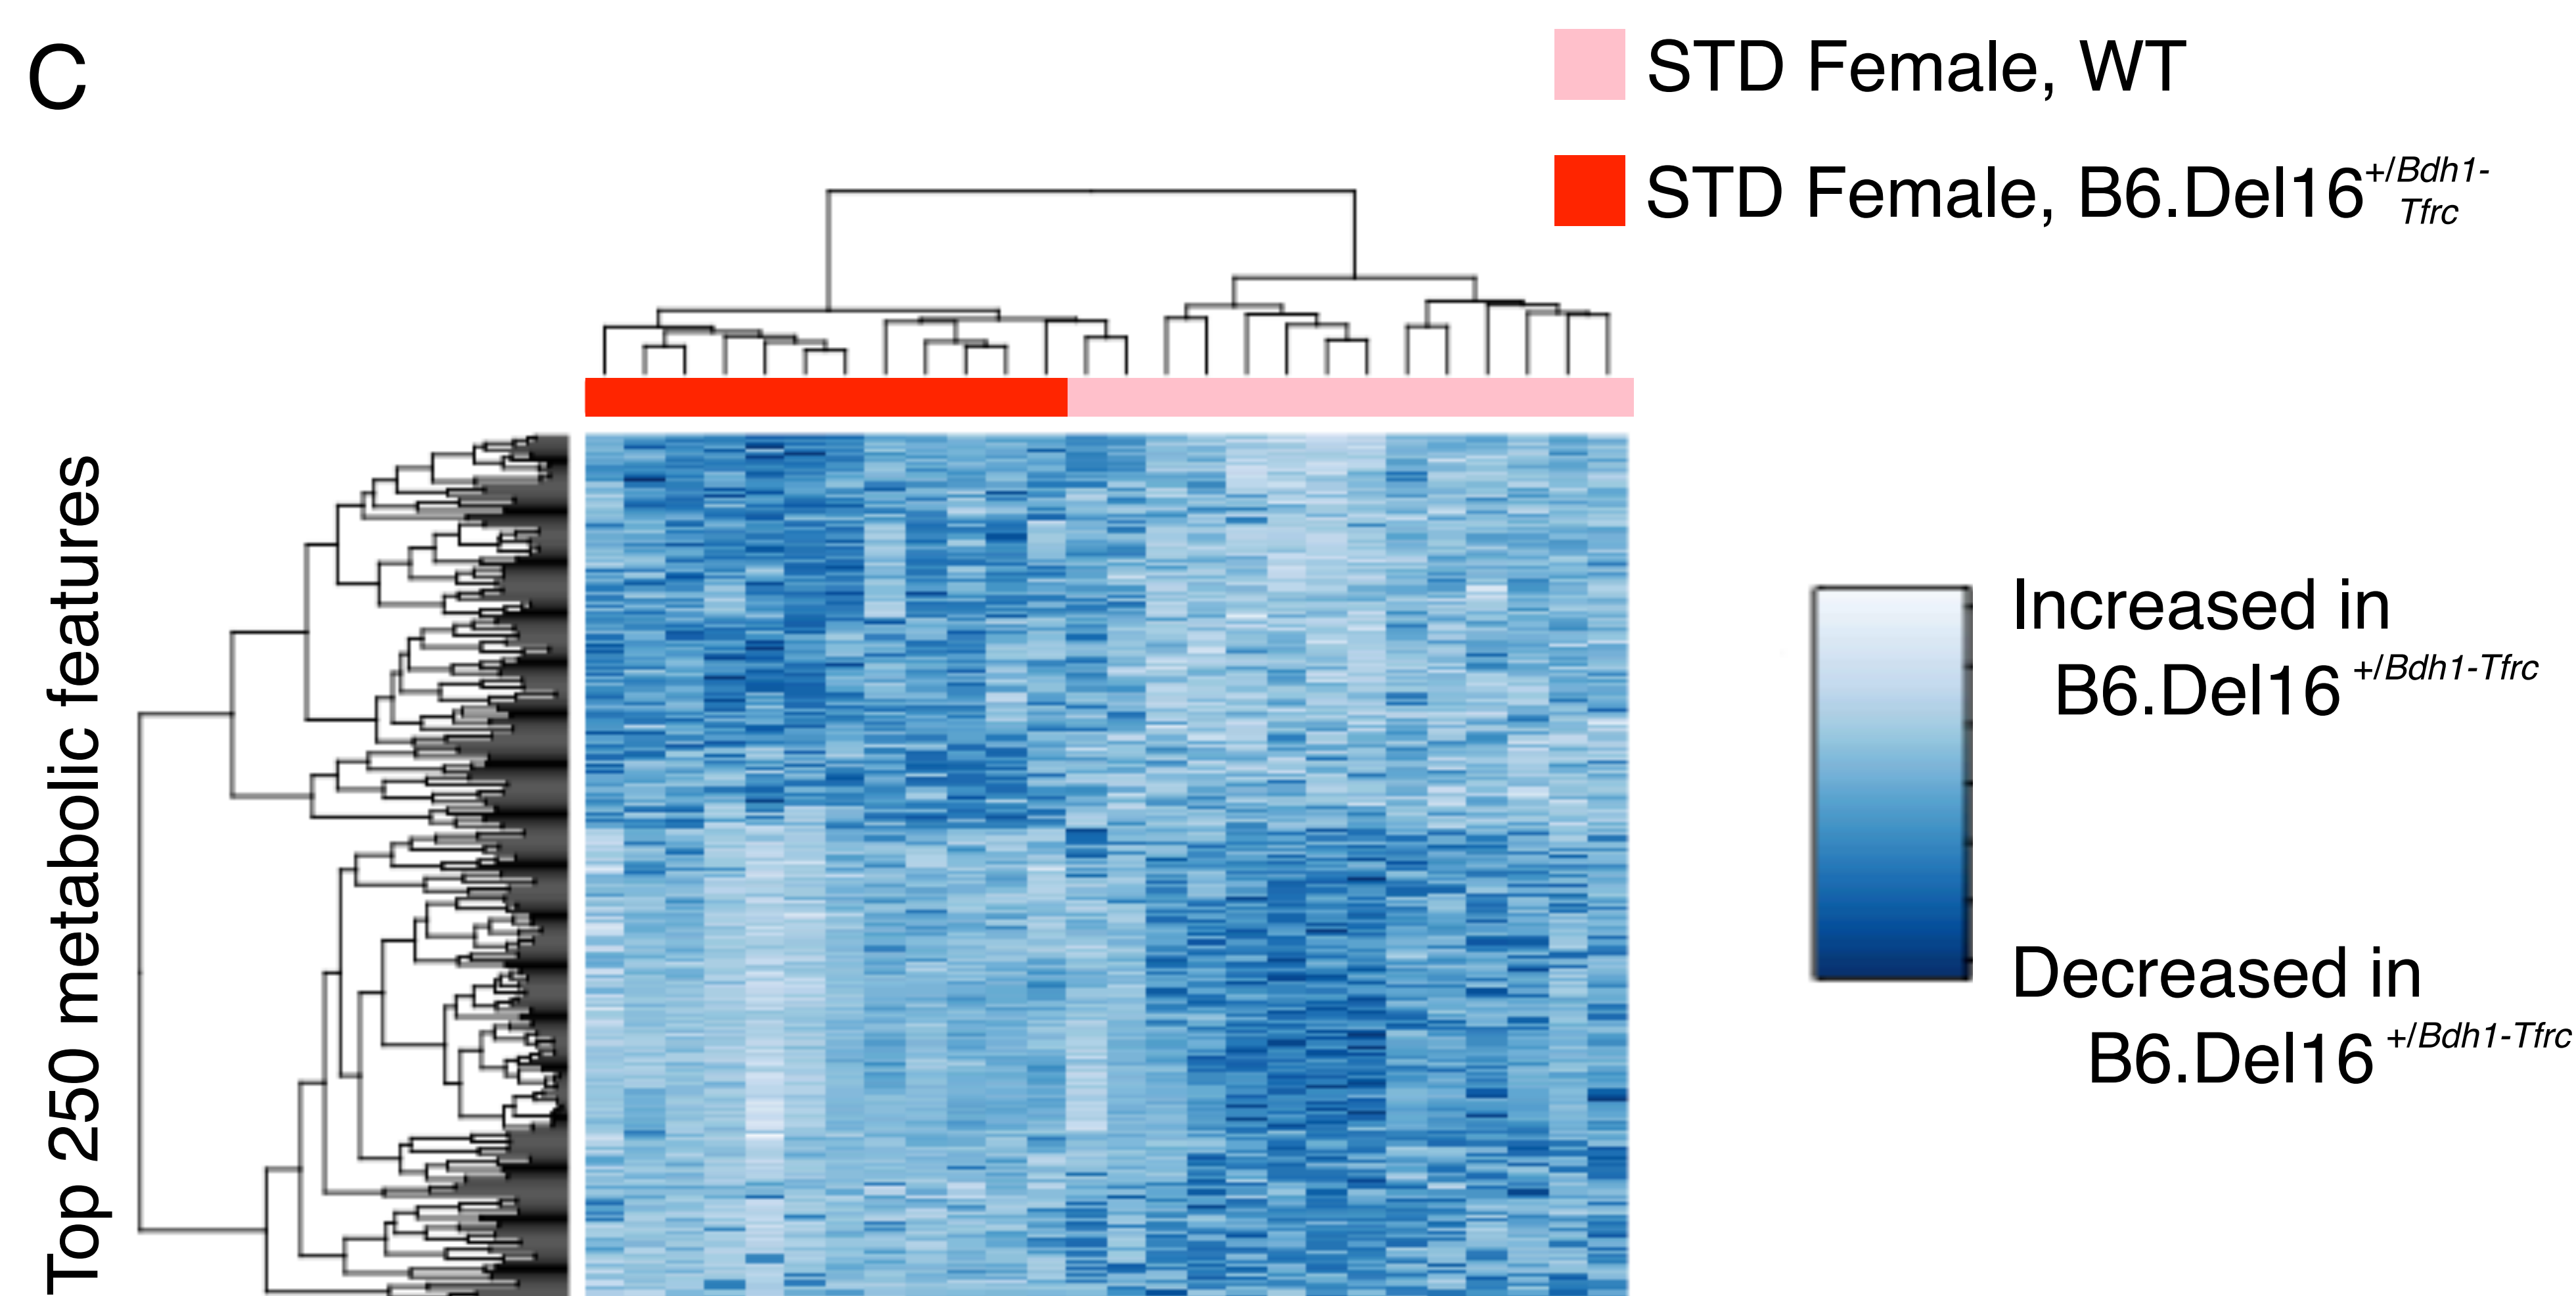 C
STD Female, WT
STD Female, B6.Del16+/Bdh1-
Tfrc
Top 250 metabolic features
Increased in
B6.Del16 +/Bdh1-Tfrc
Decreased in
B6.Del16 +/Bdh1-Tfrc